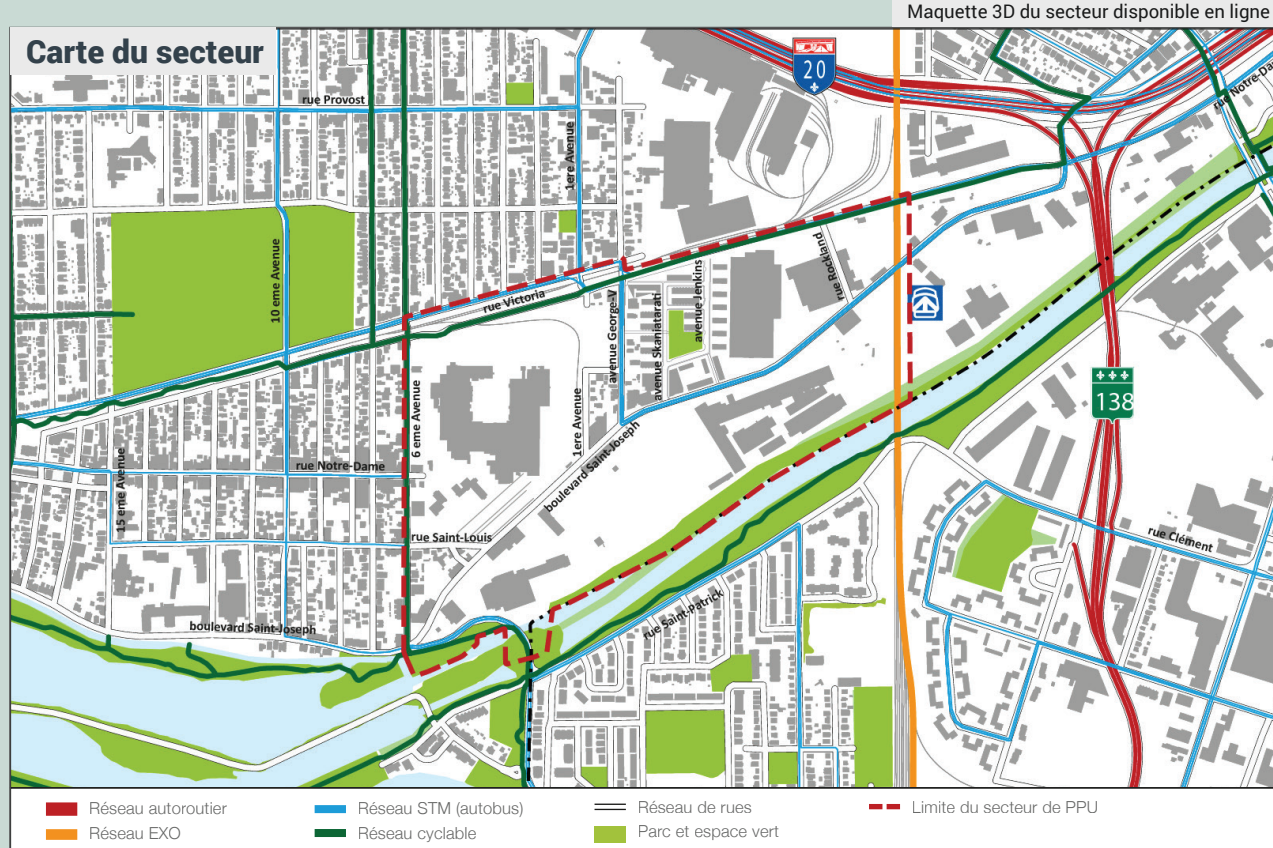 Maquette 3D du secteur disponible en ligne
Carte du secteur
20
rue Provost
1ere Avenue
rue Notre-Da
10 eme Avenue
rue Victoria
avenue George-V
avenue Skaniatarati
avenue Jenkins
rue Rockland
138
6 eme Avenue
1ere Avenue
boulevard Saint-Joseph
rue Notre-Dame
15 eme Avenue
rue Saint-Louis
rue Clément
boulevard Saint-Joseph
rue Saint-Patrick
Réseau autoroutier
Réseau STM (autobus)
Réseau de rues
Limite du secteur de PPU
Réseau EXO
Réseau cyclable
Parc et espace vert